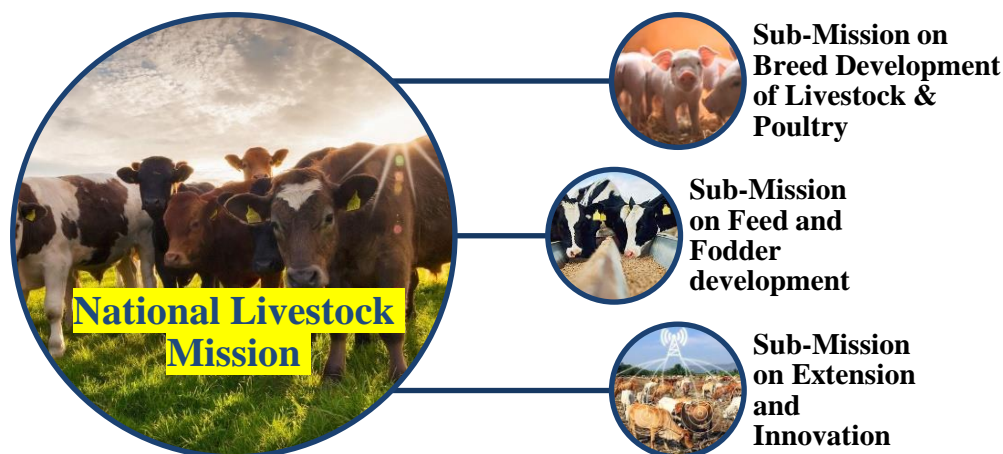 National Livestock
Mission
Sub-Mission on
Breed Development
of Livestock &
Poultry
Sub-Mission
on Feed and
Fodder
development
Sub-Mission
on Extension
and
Innovation